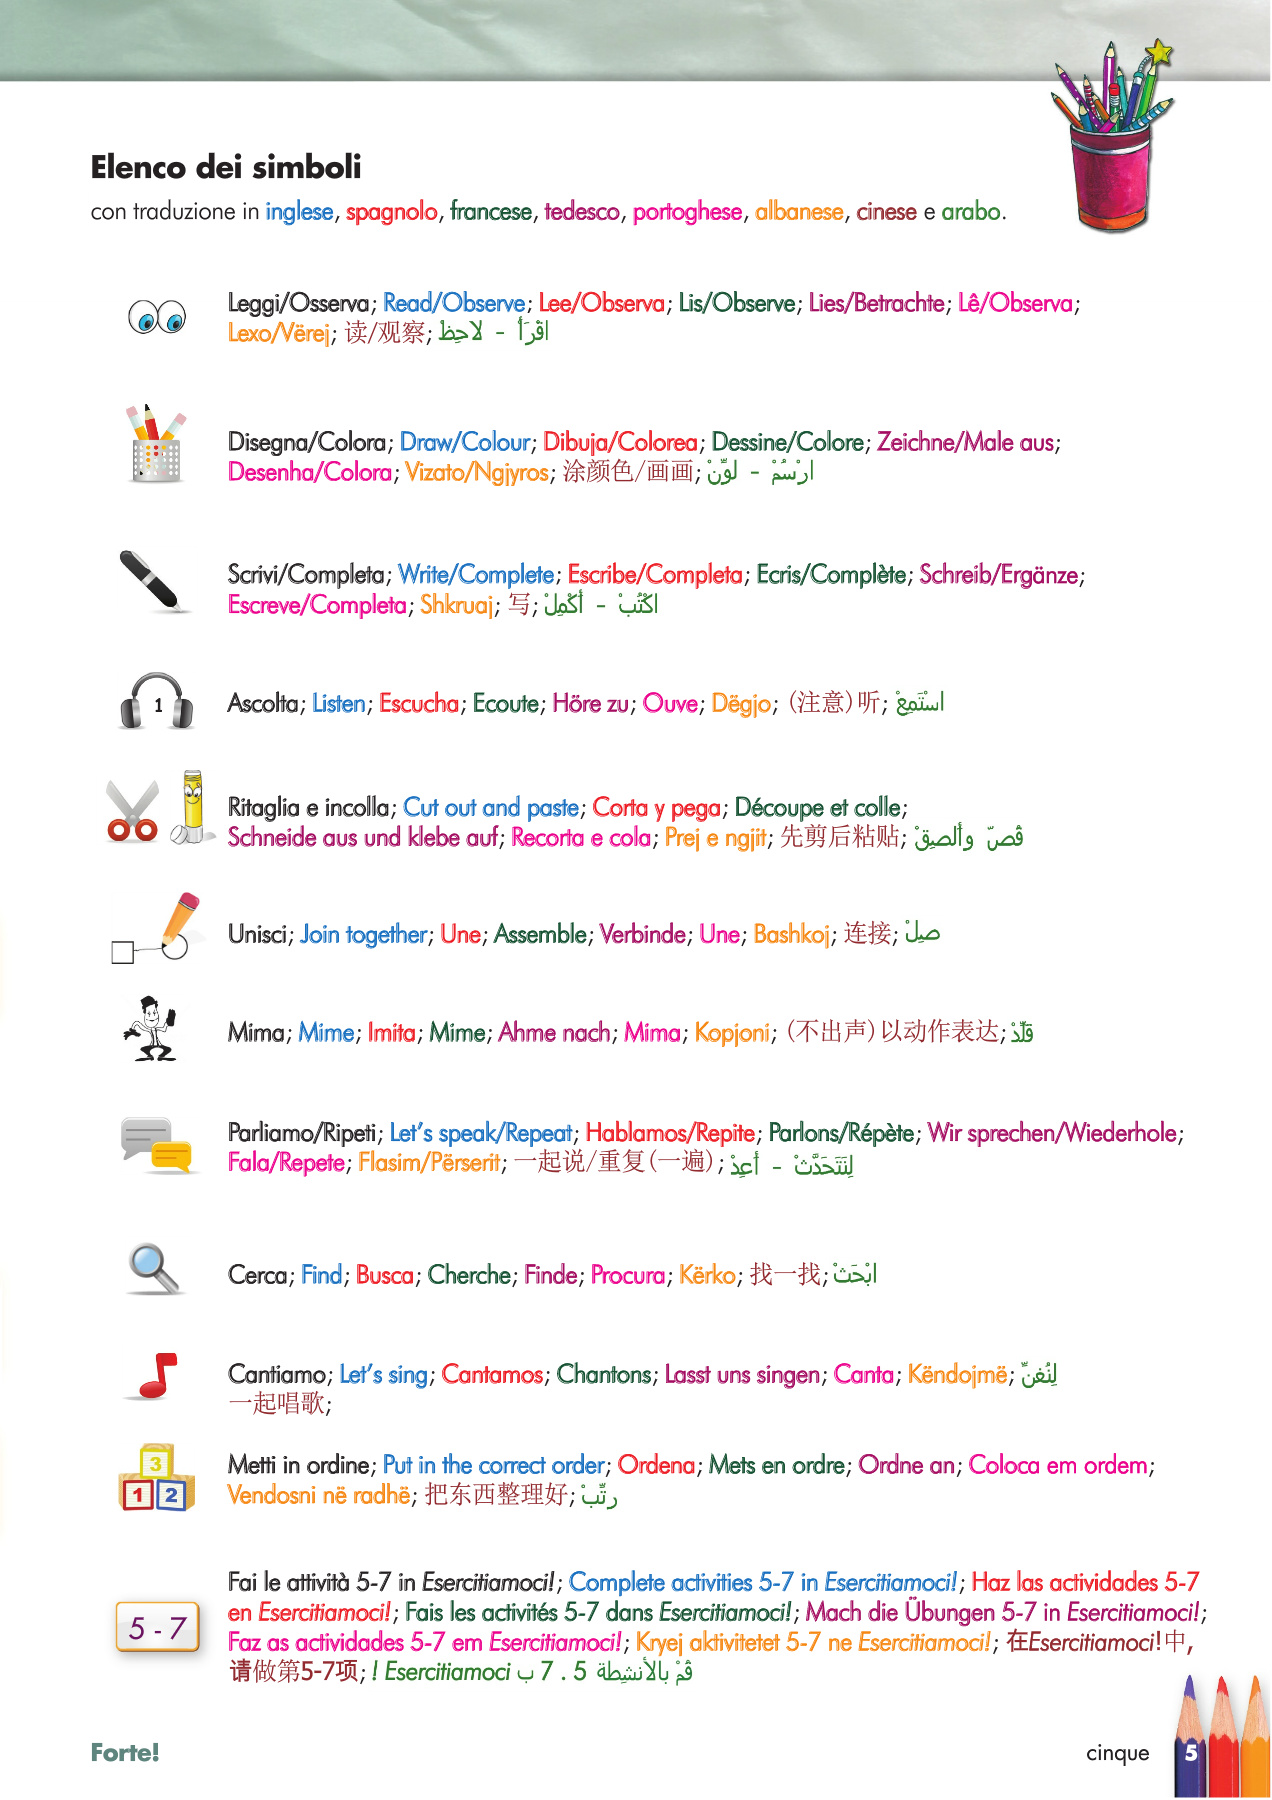 Elenco dei simboli
con traduzione in inglese, spagnolo, francese, tedesco, portoghese, albanese, cinese e arabo.
Leggi/Osserva; Read/Observe; Lee/Observa; Lis/Observe; Lies/Betrachte; Lê/Observa;
Lexo/Vërej; 读/观察; اقْرَأْ - لاحِظْ
Disegna/Colora; Draw/Colour; Dibuja/Colorea; Dessine/Colore; Zeichne/Male aus;
Desenha/Colora; Vizato/Ngjyros; 涂颜色/画画; ارْسُمْ - لوِّنْ
Scrivi/Completa; Write/Complete; Escribe/Completa; Ecris/Complète; Schreib/Ergänze;
Escreve/Completa; Shkruaj; 写; اكْتُبْ - أَكْمِلْ
1
Ascolta; Listen; Escucha; Ecoute; Höre zu; Ouve; Dëgjo; (注意)听; اسْتَمِعْ
Ritaglia e incolla; Cut out and paste; Corta y pega; Découpe et colle;
Schneide aus und klebe auf; Recorta e cola; Prej e ngjit; 先剪后粘贴; قُصّ وألصِقْ
Unisci; Join together; Une; Assemble; Verbinde; Une; Bashkoj; 连接; صِلْ
Mima; Mime; Imita; Mime; Ahme nach; Mima; Kopjoni; (不出声)以动作表达; قلِّدْ
Parliamo/Ripeti; Let's speak/Repeat; Hablamos/Repite; Parlons/Répète; Wir sprechen/Wiederhole;
Fala/Repete; Flasim/Përserit; 一起说/重复(一遍); لِنَتَحَدَّثْ - أَعِدْ
Cerca; Find; Busca; Cherche; Finde; Procura; Kërko; 找一找; ابْحَثْ
Cantiamo; Let's sing; Cantamos; Chantons; Lasst uns singen; Canta; Këndojmë; لِنُغنِّ
一起唱歌;
3
1 2
Metti in ordine; Put in the correct order; Ordena; Mets en ordre; Ordne an; Coloca em ordem;
Vendosni në radhë; 把东西整理好; رتِّبْ
Fai le attività 5-7 in Esercitiamoci!; Complete activities 5-7 in Esercitiamoci!; Haz las actividades 5-7
5 - 7
en Esercitiamoci!; Fais les activités 5-7 dans Esercitiamoci!; Mach die Übungen 5-7 in Esercitiamoci!;
Faz as actividades 5-7 em Esercitiamoci!; Kryej aktivitetet 5-7 ne Esercitiamoci!; 在Esercitiamoci!中,
请做第5-7项; ! Esercitiamoci قُمْ بالأنشِطة 5 . 7 ب
Forte!
cinque
5